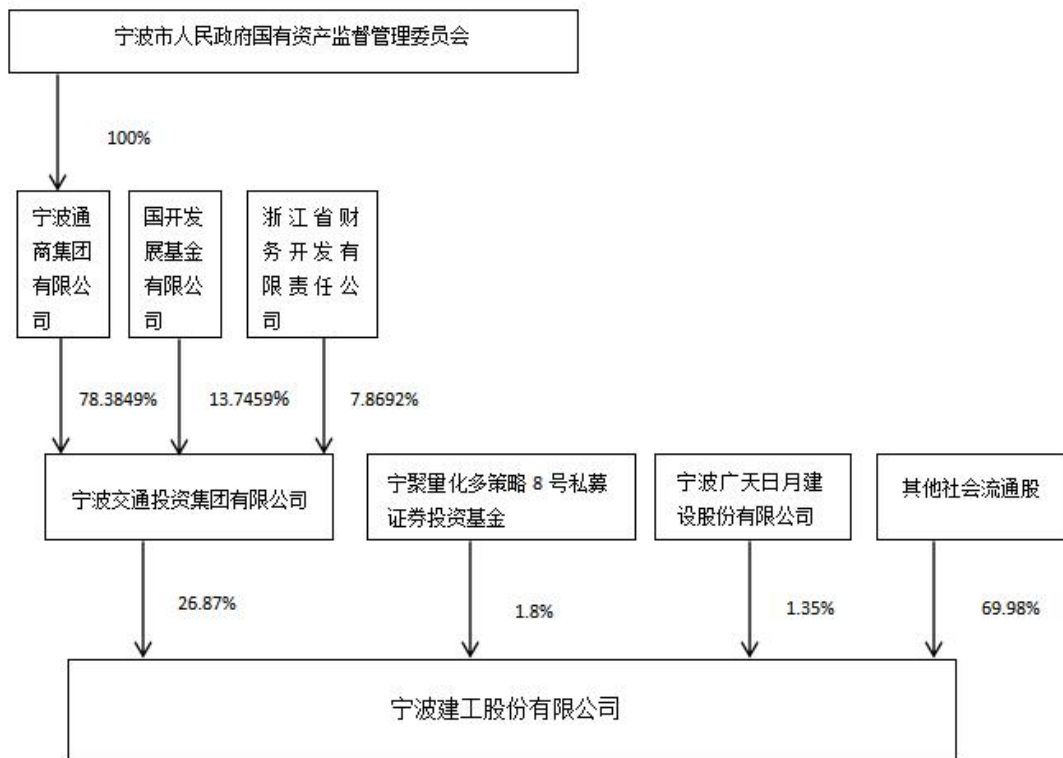 宁波市人民政府国有资产监督管理委员会
100%
宁波通
商集团
有限公
司
国开发
展基金
有限公
司
浙江省财
务开发有
限责任公
司
78.3849%
13.7459%
7.8692%
宁波交通投资集团有限公司
宁聚量化多策略 8 号私募
证券投资基金
宁波广天日月建
设股份有限公司
其他社会流通股
26.87%
1.8%
1.35%
69.98%
宁波建工股份有限公司